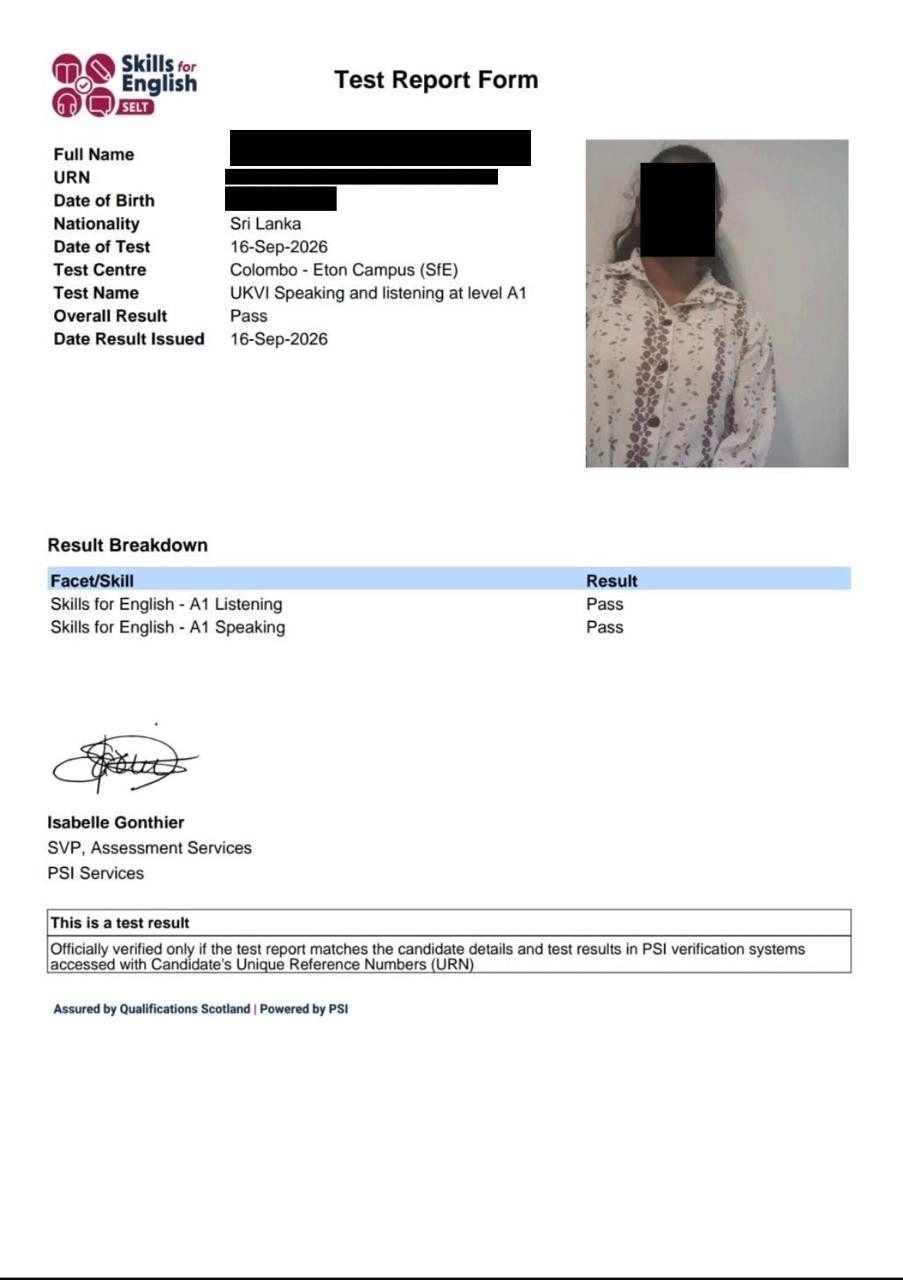 Skills for
English
SELT
Test Report Form
Full Name
URN
Date of Birth
Nationality Sri Lanka
Date of Test 16-Sep-2026
Test Centre Colombo - Eton Campus (SfE)
Test Name UKVI Speaking and listening at level A1
Overall Result Pass
Date Result Issued 16-Sep-2026
Result Breakdown
Facet/Skill Result
Skills for English - A1 Listening Pass
Skills for English - A1 Speaking Pass
Isabelle Gonthier
SVP, Assessment Services
PSI Services
This is a test result
Officially verified only if the test report matches the candidate details and test results in PSI verification systems
accessed with Candidate's Unique Reference Numbers (URN)
Assured by Qualifications Scotland | Powered by PSI